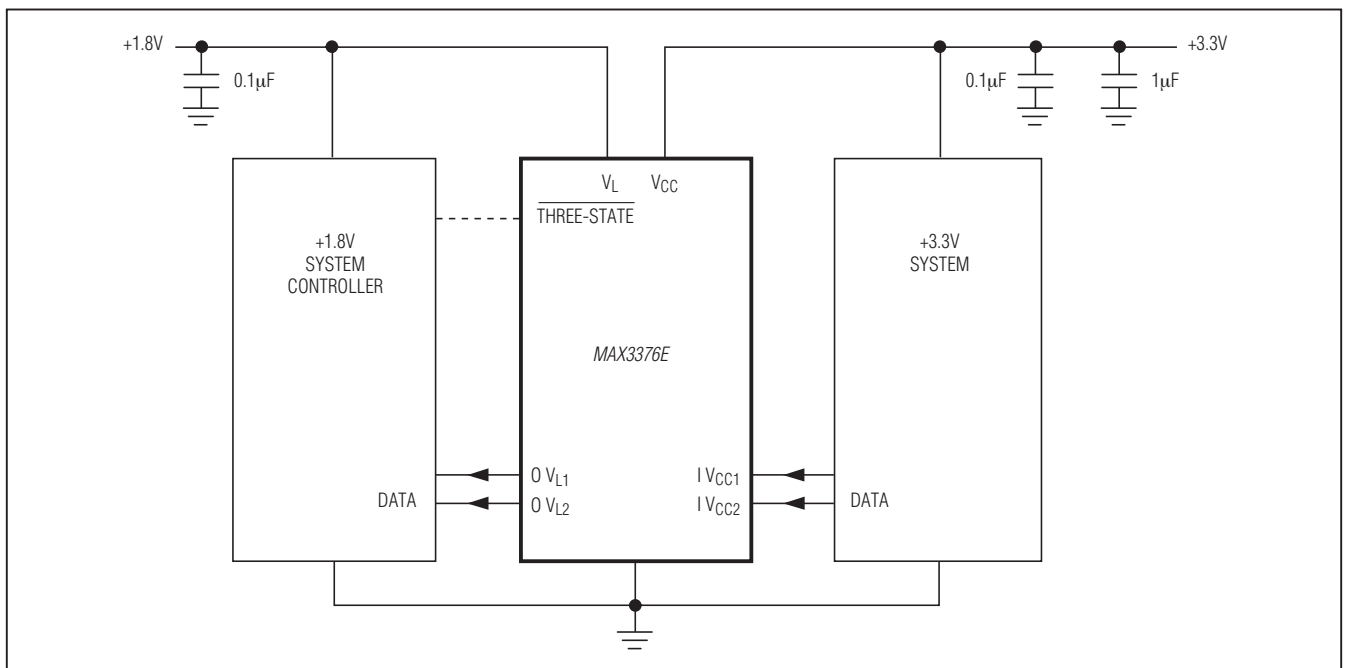 +1.8V
0.1µF
0.1µF
1µF
+3.3V
VL
VCC
THREE-STATE
+1.8V
SYSTEM
CONTROLLER
+3.3V
SYSTEM
MAX3376E
O VL1
I VCC1
DATA
O VL2
I VCC2
DATA